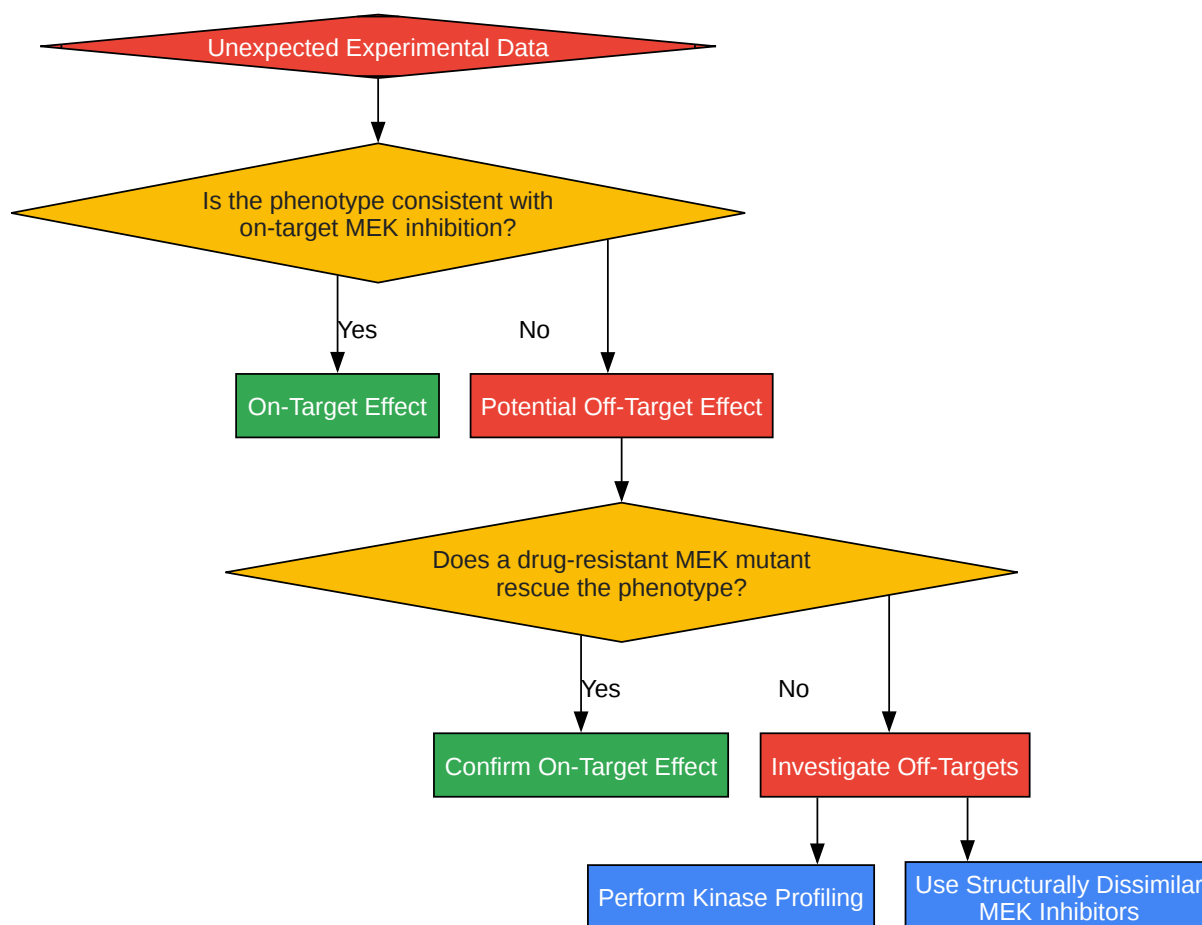 Unexpected Experimental Data
Is the phenotype consistent with
on-target MEK inhibition?
Yes
No
On-Target Effect
Potential Off-Target Effect
Does a drug-resistant MEK mutant
rescue the phenotype?
Yes
No
Confirm On-Target Effect
Investigate Off-Targets
Perform Kinase Profiling
Use Structurally Dissimilar
MEK Inhibitors